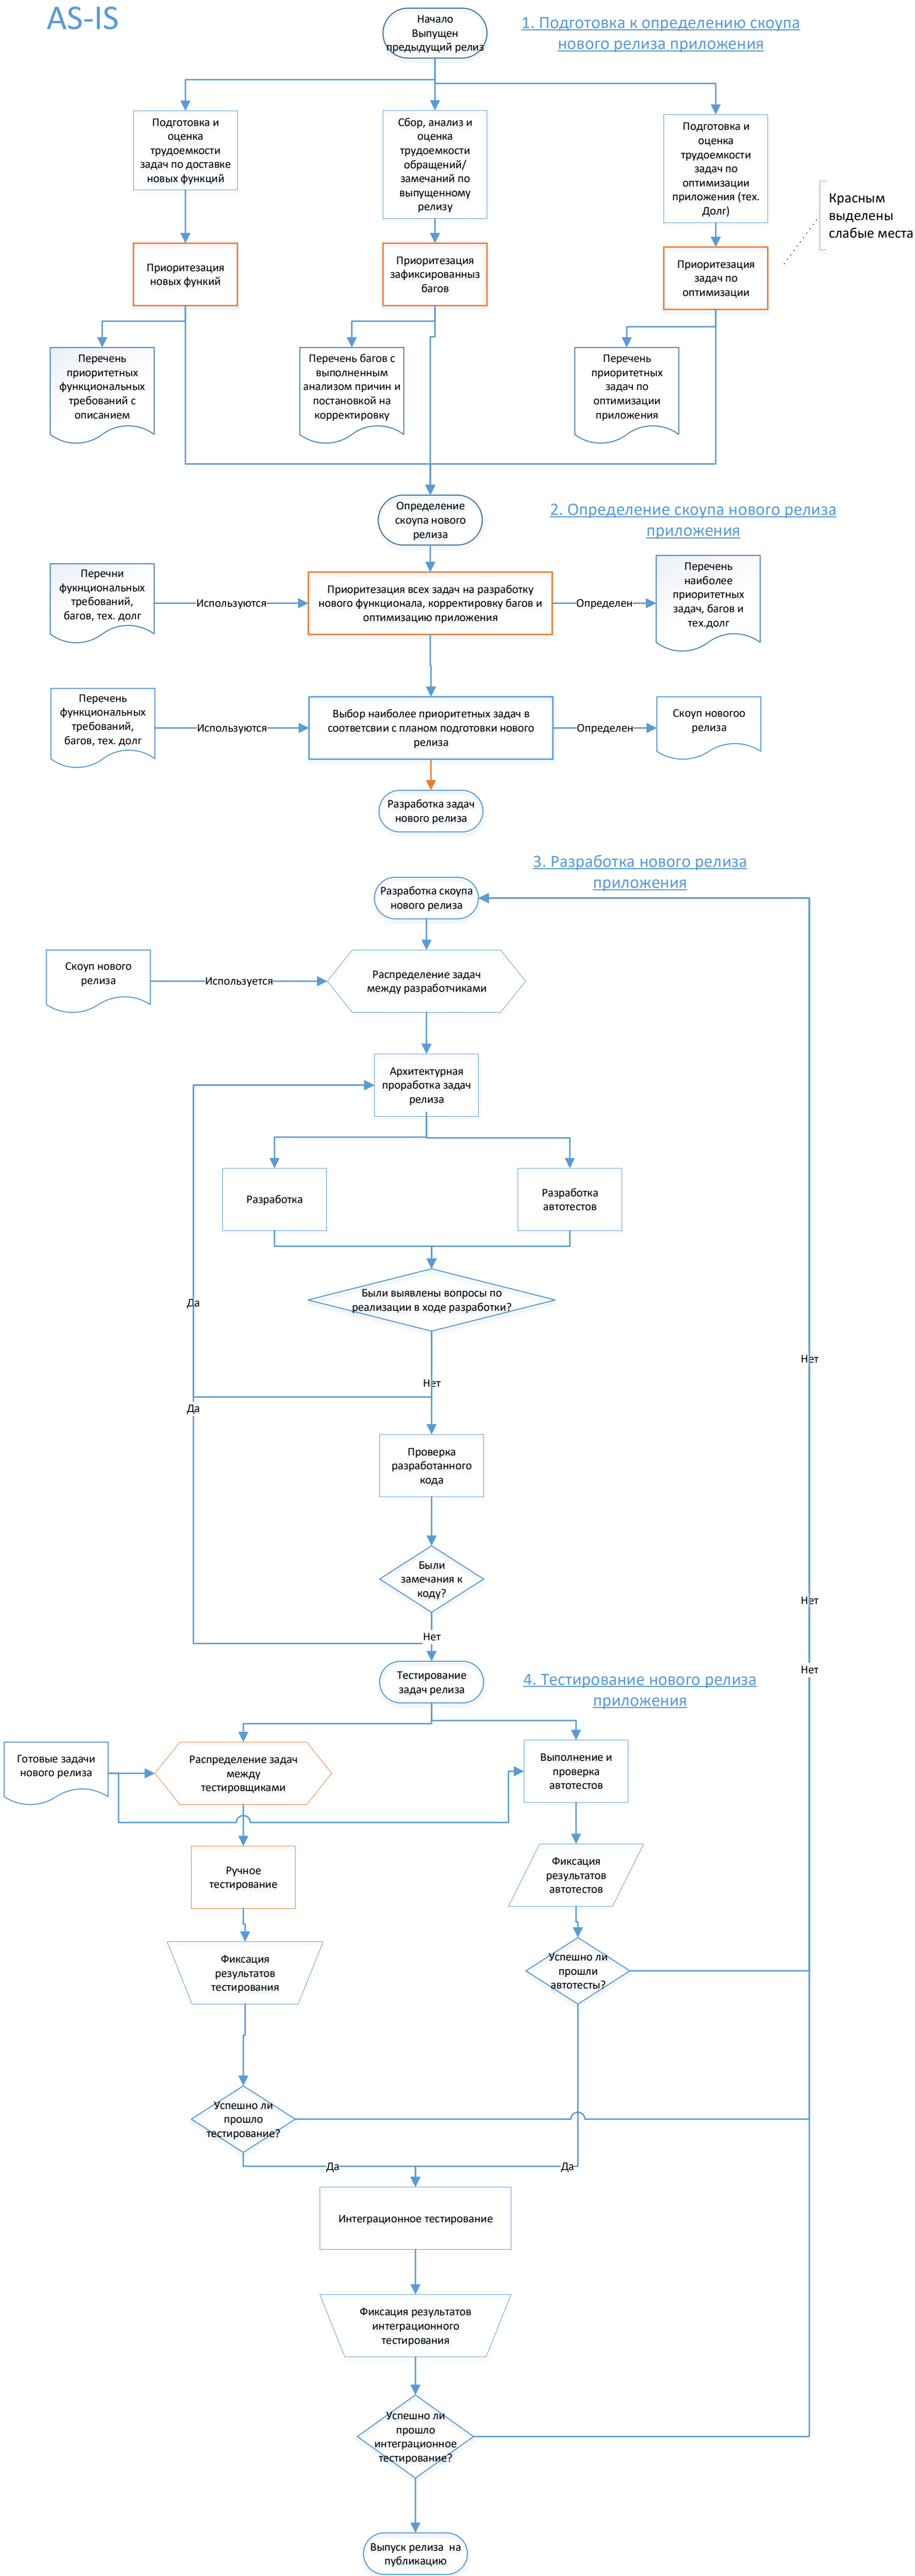 AS-IS
Начало
Выпущен
предыдущий релиз
1. Подготовка к определению скоупа
нового релиза приложения
Подготовка и
оценка
трудоемкости
задач по доставке
новых функций
Сбор, анализ и
оценка
трудоемкости
обращений/
замечаний по
выпущенному
релизу
Подготовка и
оценка
трудоемкости
задач по
оптимизации
приложения (тех.
Долг)
Красным
выделены
слабые места
Приоритезация
новых функий
Приоритезация
зафиксированныз
багов
Приоритезация
задач по
оптимизации
Перечень
приоритетных
функциональных
требований с
описанием
Перечень багов с
выполненным
анализом причин и
постановкой на
корректировку
Перечень
приоритетных
задач по
оптимизации
приложения
Определение
скоупа нового
релиза
2. Определение скоупа нового релиза
приложения
Перечни
фукнциональных
требований,
багов, тех. долг
Используются
Приоритезация всех задач на разработку
нового функционала, корректировку багов и
оптимизацию приложения
Определен
Перечень
наиболее
приоритетных
задач, багов и
тех.долг
Перечень
функциональных
требований,
багов, тех. долг
Используются
Выбор наиболее приоритетных задач в
соответсвии с планом подготовки нового
релиза
Определен
Скоуп новогоо
релиза
Разработка задач
нового релиза
3. Разработка нового релиза
приложения
Разработка скоупа
нового релиза
Скоуп нового
релиза
Используется
Распределение задач
между разработчиками
Архитектурная
проработка задач
релиза
Разработка
Разработка
автотестов
Были выявлены вопросы по
реализации в ходе разработки?
Да
Нет
Нет
Да
Проверка
разработанного
кода
Были
замечания к
коду?
Нет
Нет
Тестирование
задач релиза
4. Тестирование нового релиза
приложения
Нет
Готовые задачи
нового релиза
Распределение задач
между
тестировщиками
Выполнение и
проверка
автотестов
Ручное
тестирование
Фиксация
результатов
автотестов
Фиксация
результатов
тестирования
Успешно ли
прошли
автотесты?
Успешно ли
прошло
тестирование?
Да
Да
Интеграционное тестирование
Фиксация результатов
интеграционного
тестирования
Успешно ли
прошло
интеграционное
тестирование?
Выпуск релиза на
публикацию